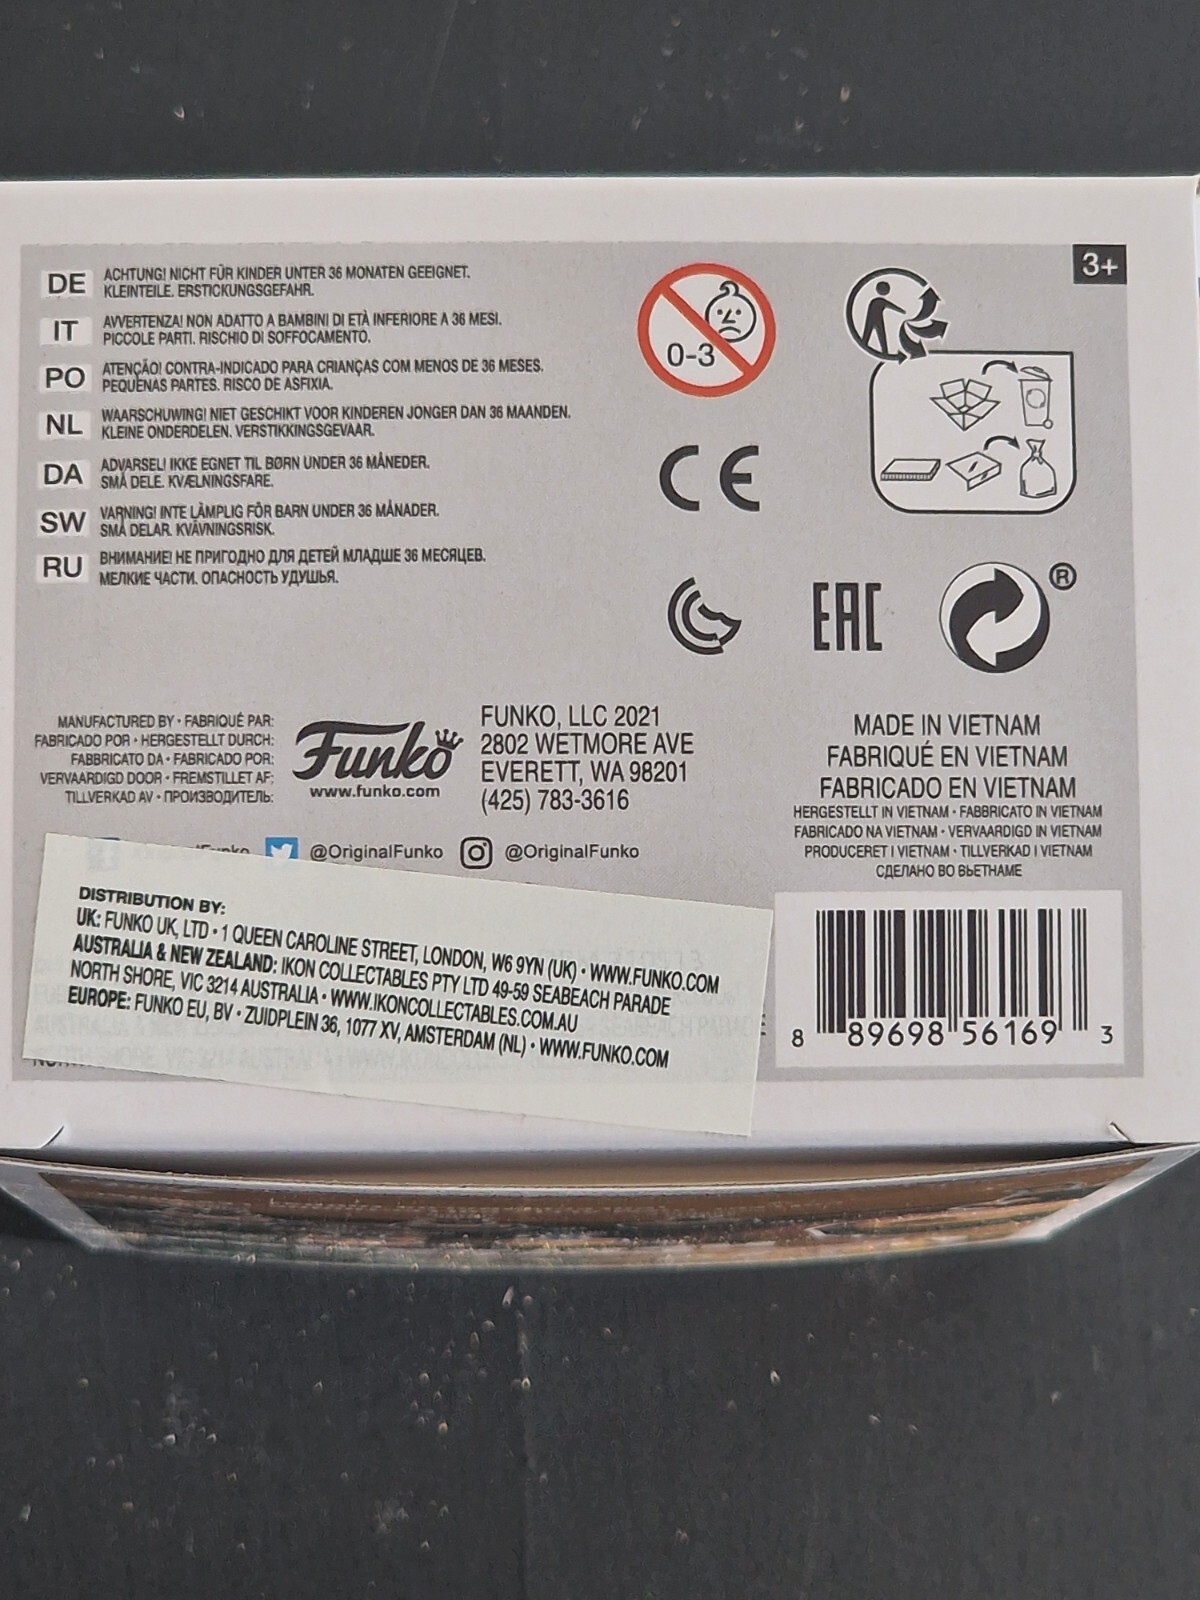 3+
DE ACHTUNG! NICHT FÜR KINDER UNTER 36 MONATEN GEEIGNET.
KLEINTEILE. ERSTICKUNGSGEFAHR.
IT AVVERTENZA! NON ADATTO A BAMBINI DI ETÀ INFERIORE A 36 MESI.
PICCOLE PARTI. RISCHIO DI SOFFOCAMENTO.
PO ATENÇÃO! CONTRA-INDICADO PARA CRIANÇAS COM MENOS DE 36 MESES.
PEQUENAS PARTES. RISCO DE ASFIXIA.
NL WAARSCHUWING! NIET GESCHIKT VOOR KINDEREN JONGER DAN 36 MAANDEN.
KLEINE ONDERDELEN. VERSTIKKINGSGEVAAR.
DA ADVARSEL! IKKE EGNET TIL BØRN UNDER 36 MÅNEDER.
SMÅ DELE. KVÆLNINGSFARE.
SW VARNING! INTE LÄMPLIG FÖR BARN UNDER 36 MÅNADER.
SMÅ DELAR. KVÄVNINGSRISK.
RU ВНИМАНИЕ! НЕ ПРИГОДНО ДЛЯ ДЕТЕЙ МЛАДШЕ 36 МЕСЯЦЕВ.
МЕЛКИЕ ЧАСТИ. ОПАСНОСТЬ УДУШЬЯ.
0-3
CE
EAC
®
MANUFACTURED BY • FABRIQUÉ PAR:
FABRICADO POR • HERGESTELLT DURCH:
FABBRICATO DA • FABRICADO POR:
VERVAARDIGD DOOR • FREMSTILLET AF:
TILLVERKAD AV • ПРОИЗВОДИТЕЛЬ:
Funko
www.funko.com
FUNKO, LLC 2021
2802 WETMORE AVE
EVERETT, WA 98201
(425) 783-3616
MADE IN VIETNAM
FABRIQUÉ EN VIETNAM
FABRICADO EN VIETNAM
HERGESTELLT IN VIETNAM • FABBRICATO IN VIETNAM
FABRICADO NA VIETNAM • VERVAARDIGD IN VIETNAM
PRODUCERET I VIETNAM • TILLVERKAD I VIETNAM
СДЕЛАНО ВО ВЬЕТНАМЕ
@OriginalFunko @OriginalFunko
DISTRIBUTION BY:
UK: FUNKO UK, LTD • 1 QUEEN CAROLINE STREET, LONDON, W6 9YN (UK) • WWW.FUNKO.COM
AUSTRALIA & NEW ZEALAND: IKON COLLECTABLES PTY LTD 49-59 SEABEACH PARADE
NORTH SHORE, VIC 3214 AUSTRALIA • WWW.IKONCOLLECTABLES.COM.AU
EUROPE: FUNKO EU, BV • ZUIDPLEIN 36, 1077 XV, AMSTERDAM (NL) • WWW.FUNKO.COM
8 89698 56169 3